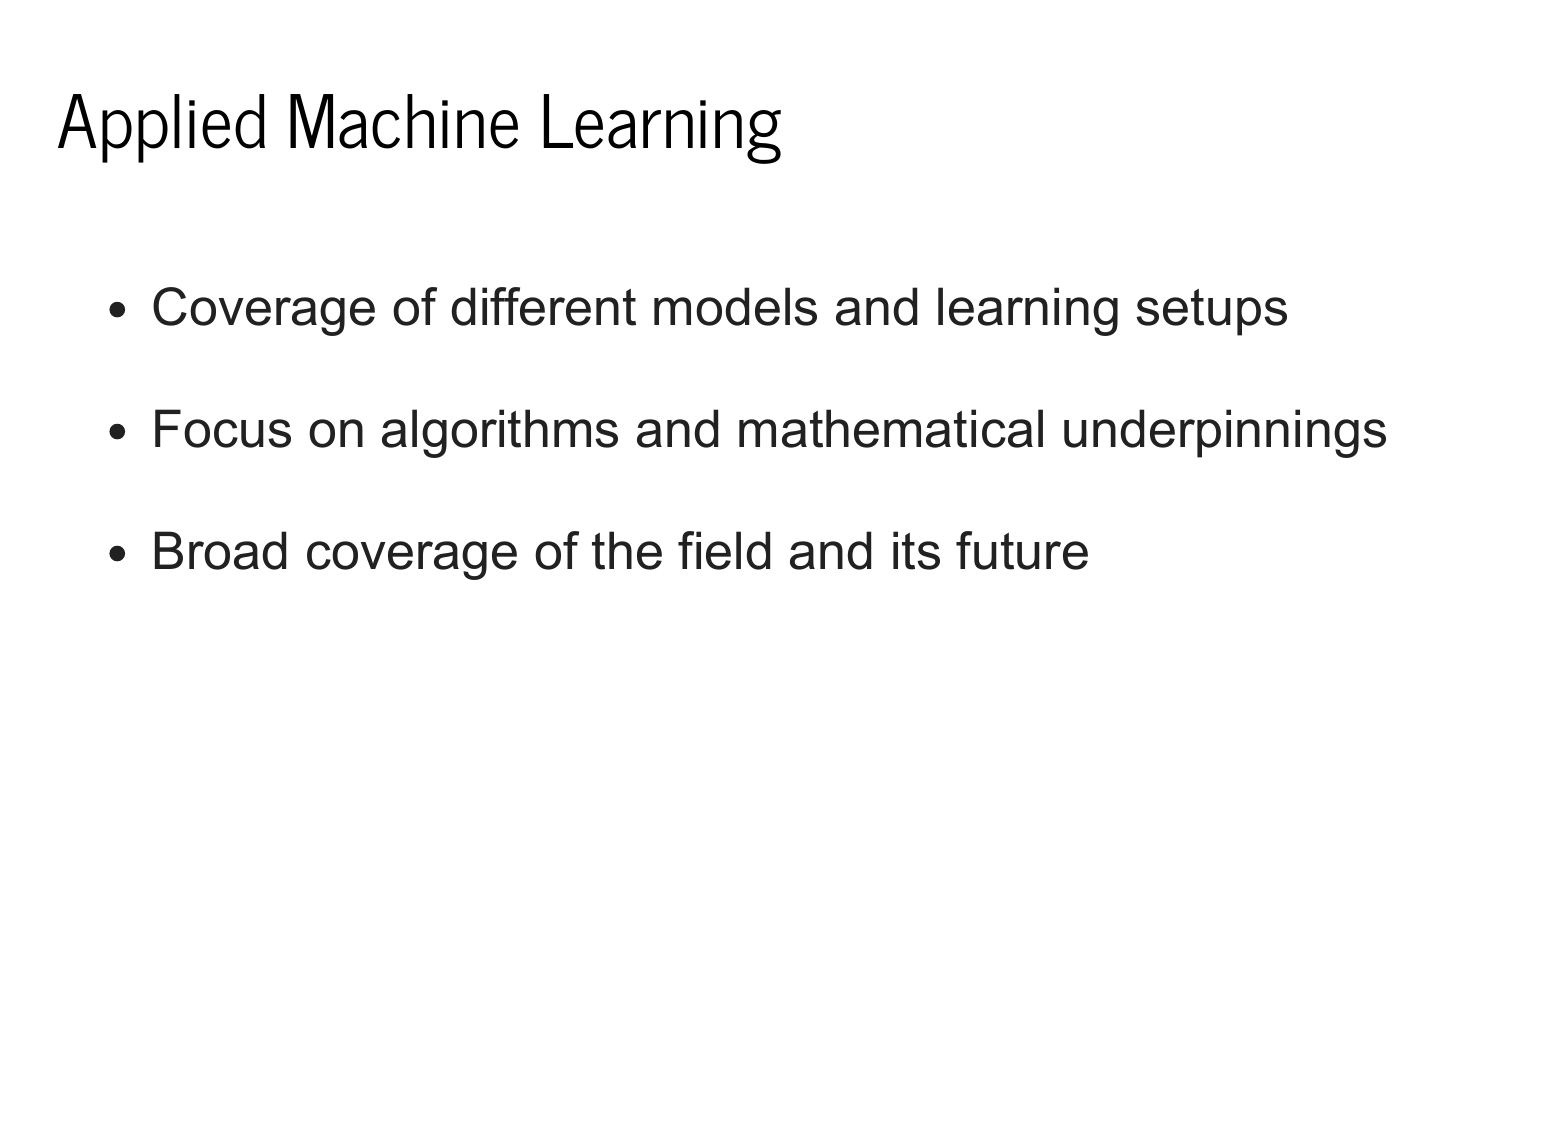 Applied Machine Learning
• Coverage of different models and learning setups
• Focus on algorithms and mathematical underpinnings
• Broad coverage of the field and its future